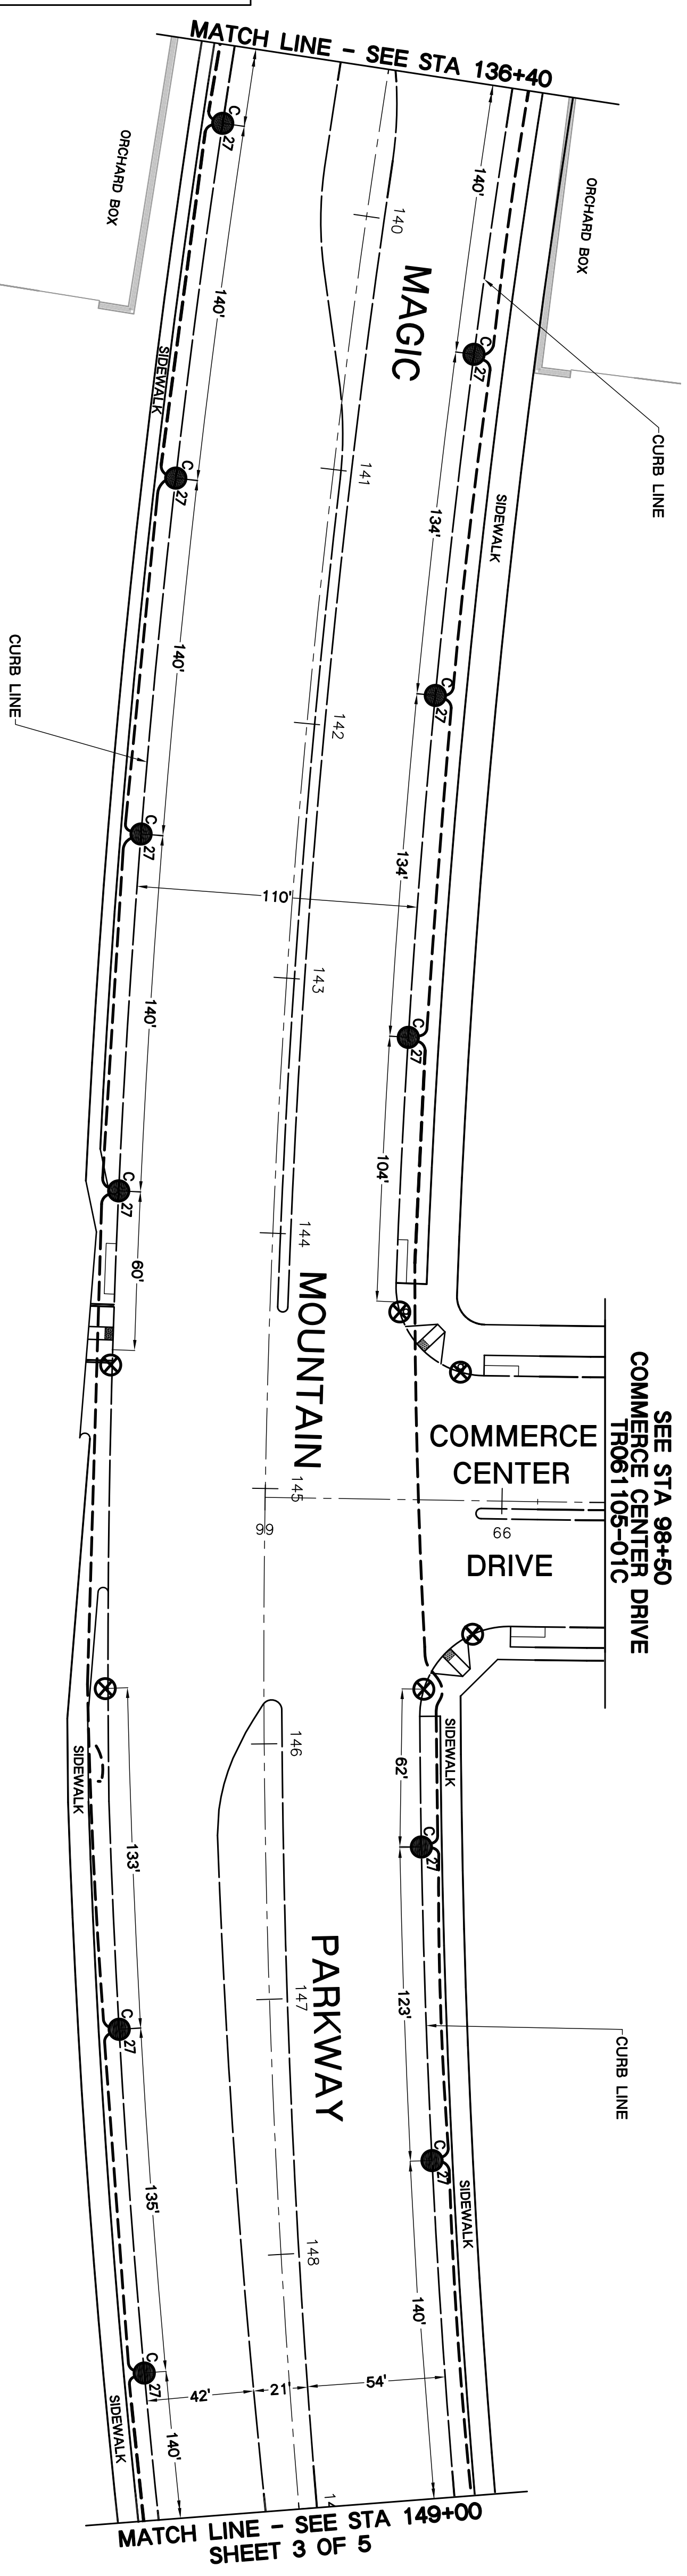 MATCH LINE - SEE STA 136+40
C
27
140'
140'
ORCHARD BOX
ORCHARD BOX
140
MAGIC
140'
C
27
CURB LINE
SIDEWALK
141
C
27
134'
SIDEWALK
140'
CURB LINE
142
C
27
C
27
134'
110'
143
140'
C
27
104'
C
27
144
60'
MOUNTAIN
SEE STA 98+50
COMMERCE CENTER DRIVE
TR061105-01C
COMMERCE
CENTER
DRIVE
145
99
66
146
62'
SIDEWALK
SIDEWALK
133'
C
27
PARKWAY
147
123'
CURB LINE
C
27
C
27
135'
148
SIDEWALK
140'
C
27
42'
21'
54'
140'
SIDEWALK
MATCH LINE - SEE STA 149+00
SHEET 3 OF 5